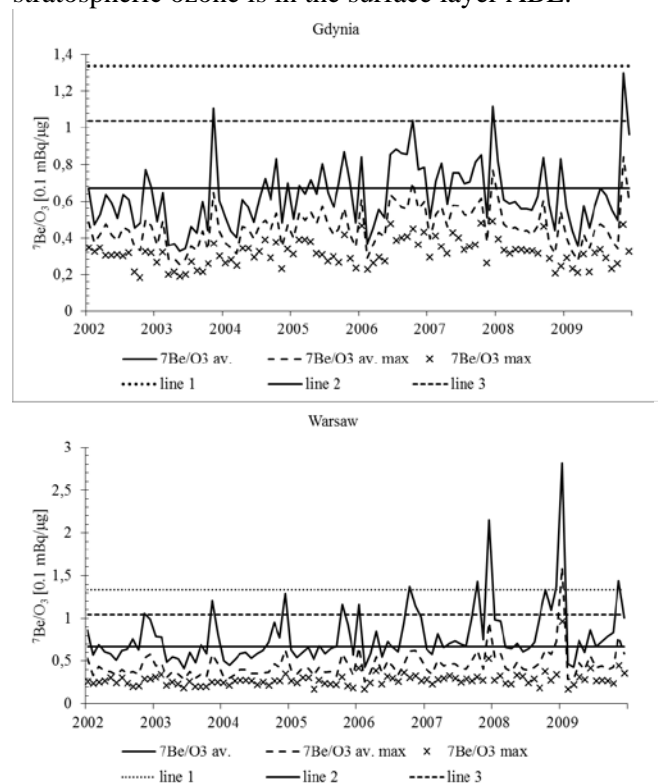 stratospheric ozone is in the surface layer ABL.
Gdynia
1,4
1,2
1
0,8
0,6
0,4
0,2
0
⁷Be/O₃ [0.1 mBq/µg]
2002 2003 2004 2005 2006 2007 2008 2009
7Be/O3 av. 7Be/O3 av. max 7Be/O3 max
line 1 line 2 line 3
Warsaw
3
2,5
2
1,5
1
0,5
0
⁷Be/O₃ [0.1 mBq/µg]
2002 2003 2004 2005 2006 2007 2008 2009
7Be/O3 av. 7Be/O3 av. max 7Be/O3 max
line 1 line 2 line 3